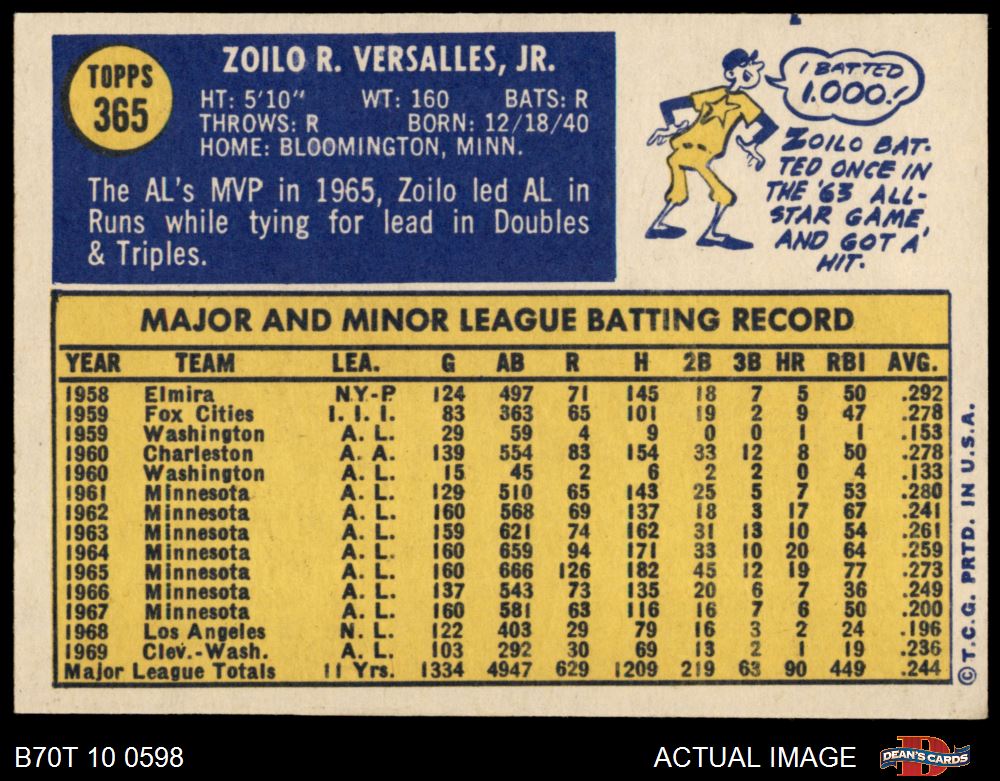 TOPPS
365
ZOILO R. VERSALLES, JR.
HT: 5'10" WT: 160 BATS: R
THROWS: R BORN: 12/18/40
HOME: BLOOMINGTON, MINN.
The AL's MVP in 1965, Zoilo led AL in
Runs while tying for lead in Doubles
& Triples.
I BATTED
1.000!
ZOILO BAT-
TED ONCE IN
THE '63 ALL-
STAR GAME,
AND GOT A
HIT.
MAJOR AND MINOR LEAGUE BATTING RECORD
YEAR TEAM LEA. G AB R H 2B 3B HR RBI AVG.
1958 Elmira N.Y.-P 124 497 71 145 18 7 5 50 .292
1959 Fox Cities I. I. I. 83 363 65 101 19 2 9 47 .278
1959 Washington A. L. 29 59 4 9 0 0 1 1 .153
1960 Charleston A. A. 139 554 83 154 33 12 8 50 .278
1960 Washington A. L. 15 45 2 6 2 2 0 4 .133
1961 Minnesota A. L. 129 510 65 143 25 5 7 53 .280
1962 Minnesota A. L. 160 568 69 137 18 3 17 67 .241
1963 Minnesota A. L. 159 621 74 162 31 13 10 54 .261
1964 Minnesota A. L. 160 659 94 171 33 10 20 64 .259
1965 Minnesota A. L. 160 666 126 182 45 12 19 77 .273
1966 Minnesota A. L. 137 543 73 135 20 6 7 36 .249
1967 Minnesota A. L. 160 581 63 116 16 7 6 50 .200
1968 Los Angeles N. L. 122 403 29 79 16 3 2 24 .196
1969 Clev.-Wash. A. L. 103 292 30 69 13 2 1 19 .236
Major League Totals 11 Yrs. 1334 4947 629 1209 219 63 90 449 .244
© T.C.G. PRTD. IN U.S.A.
B70T 10 0598
ACTUAL IMAGE
DEAN'S CARDS